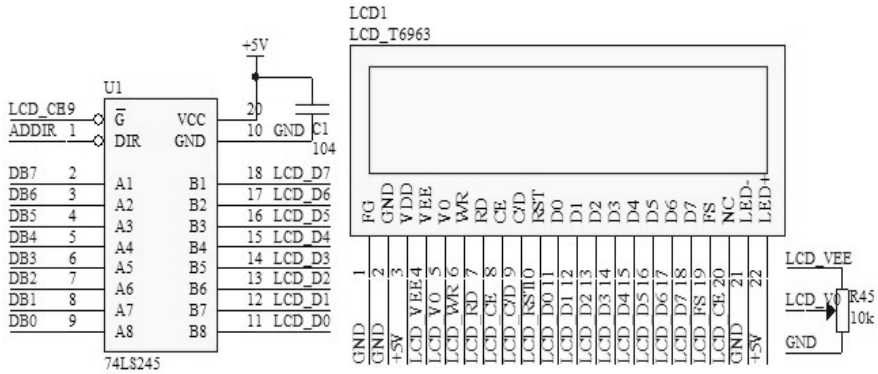 LCD1
LCD_T6963
+5V
U1
LCD_CE 19 G VCC 20
ADDIR 1 DIR GND 10 GND C1
104
DB7 2 A1 B1 18 LCD_D7
DB6 3 A2 B2 17 LCD_D6
DB5 4 A3 B3 16 LCD_D5
DB4 5 A4 B4 15 LCD_D4
DB3 6 A5 B5 14 LCD_D3
DB2 7 A6 B6 13 LCD_D2
DB1 8 A7 B7 12 LCD_D1
DB0 9 A8 B8 11 LCD_D0
74LS245
FG GND VDD VEE V0 WR RD CE C/D RST D0 D1 D2 D3 D4 D5 D6 D7 FS NC LED- LED+
1 2 3 4 5 6 7 8 9 10 11 12 13 14 15 16 17 18 19 20 21 22
GND GND +5V LCD_VEE LCD_V0 LCD_WR LCD_RD LCD_CE LCD_C/D LCD_RST LCD_D0 LCD_D1 LCD_D2 LCD_D3 LCD_D4 LCD_D5 LCD_D6 LCD_D7 LCD_FS LCD_CE GND +5V
LCD_VEE
LCD_V0 R45
10k
GND